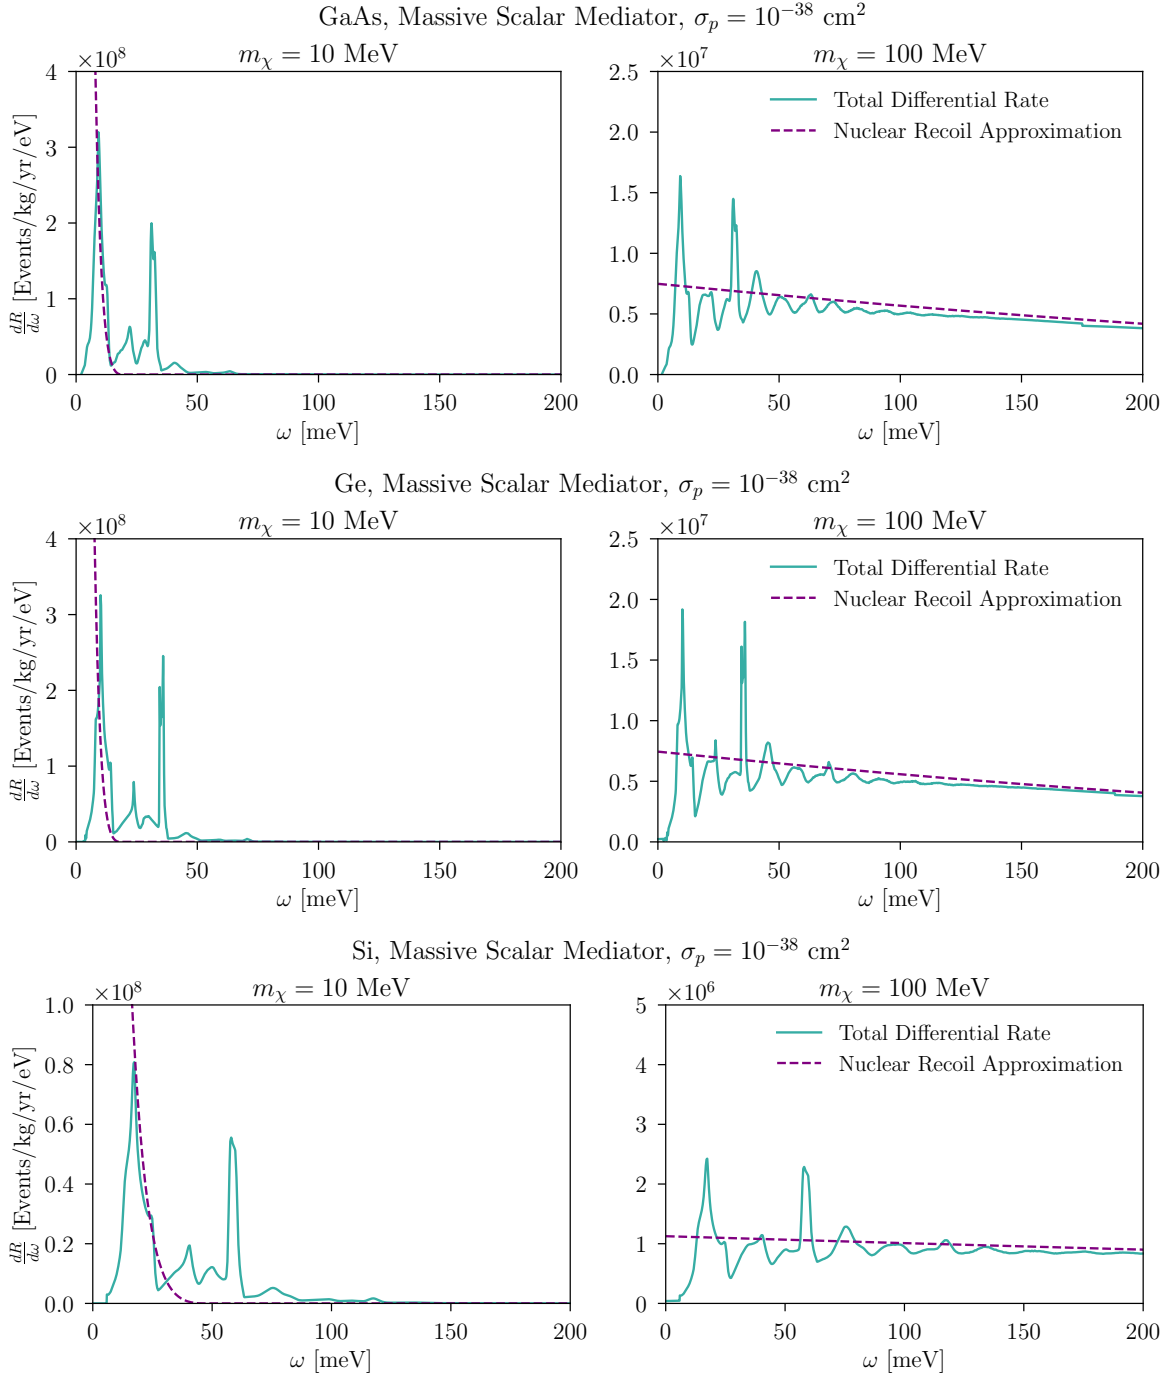 GaAs, Massive Scalar Mediator, σ_p = 10^−38 cm^2
×10^8
m_χ = 10 MeV
4
3
2
1
0
dR/dω [Events/kg/yr/eV]
0 50 100 150 200
ω [meV]
×10^7
m_χ = 100 MeV
2.5
2.0
1.5
1.0
0.5
0.0
Total Differential Rate
Nuclear Recoil Approximation
0 50 100 150 200
ω [meV]
Ge, Massive Scalar Mediator, σ_p = 10^−38 cm^2
×10^8
m_χ = 10 MeV
4
3
2
1
0
dR/dω [Events/kg/yr/eV]
0 50 100 150 200
ω [meV]
×10^7
m_χ = 100 MeV
2.5
2.0
1.5
1.0
0.5
0.0
Total Differential Rate
Nuclear Recoil Approximation
0 50 100 150 200
ω [meV]
Si, Massive Scalar Mediator, σ_p = 10^−38 cm^2
×10^8
m_χ = 10 MeV
1.0
0.8
0.6
0.4
0.2
0.0
dR/dω [Events/kg/yr/eV]
0 50 100 150 200
ω [meV]
×10^6
m_χ = 100 MeV
5
4
3
2
1
0
Total Differential Rate
Nuclear Recoil Approximation
0 50 100 150 200
ω [meV]